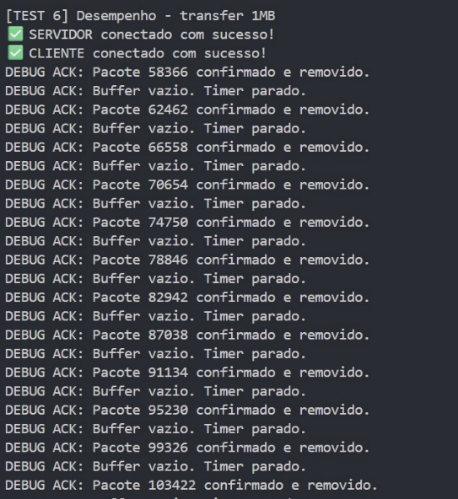 [TEST 6] Desempenho - transfer 1MB
✅ SERVIDOR conectado com sucesso!
✅ CLIENTE conectado com sucesso!
DEBUG ACK: Pacote 58366 confirmado e removido.
DEBUG ACK: Buffer vazio. Timer parado.
DEBUG ACK: Pacote 62462 confirmado e removido.
DEBUG ACK: Buffer vazio. Timer parado.
DEBUG ACK: Pacote 66558 confirmado e removido.
DEBUG ACK: Buffer vazio. Timer parado.
DEBUG ACK: Pacote 70654 confirmado e removido.
DEBUG ACK: Buffer vazio. Timer parado.
DEBUG ACK: Pacote 74750 confirmado e removido.
DEBUG ACK: Buffer vazio. Timer parado.
DEBUG ACK: Pacote 78846 confirmado e removido.
DEBUG ACK: Buffer vazio. Timer parado.
DEBUG ACK: Pacote 82942 confirmado e removido.
DEBUG ACK: Buffer vazio. Timer parado.
DEBUG ACK: Pacote 87038 confirmado e removido.
DEBUG ACK: Buffer vazio. Timer parado.
DEBUG ACK: Pacote 91134 confirmado e removido.
DEBUG ACK: Buffer vazio. Timer parado.
DEBUG ACK: Pacote 95230 confirmado e removido.
DEBUG ACK: Buffer vazio. Timer parado.
DEBUG ACK: Pacote 99326 confirmado e removido.
DEBUG ACK: Buffer vazio. Timer parado.
DEBUG ACK: Pacote 103422 confirmado e removido.